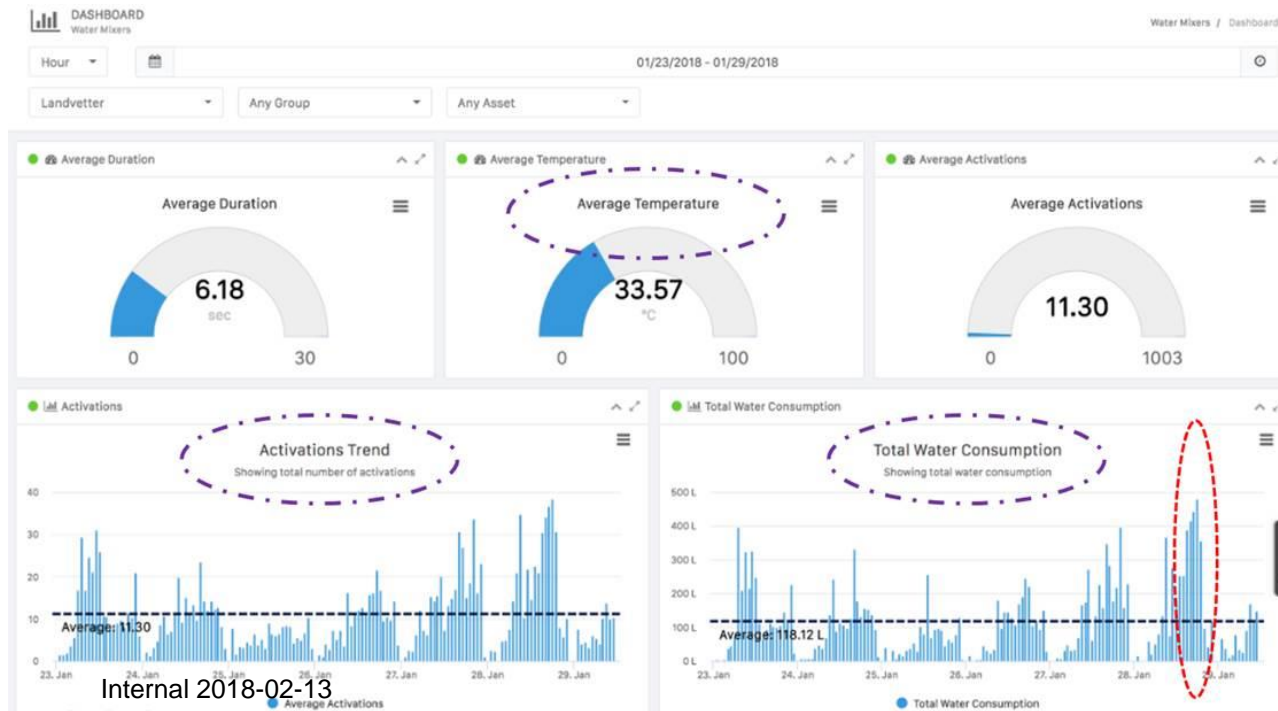 DASHBOARD
Water Mixers
Water Mixers / Dashboard
Hour
01/23/2018 - 01/29/2018
Landvetter
Any Group
Any Asset
Average Duration
Average Temperature
Average Activations
Average Duration
Average Temperature
Average Activations
6.18
sec
0
30
33.57
°C
0
100
11.30
0
1003
Activations
Total Water Consumption
Activations Trend
Showing total number of activations
40
30
20
10
0
Average: 11.30
23. Jan
24. Jan
25. Jan
26. Jan
27. Jan
28. Jan
29. Jan
Average Activations
Total Water Consumption
Showing total water consumption
500 L
400 L
300 L
200 L
100 L
0 L
Average: 118.12 L
23. Jan
24. Jan
25. Jan
26. Jan
27. Jan
28. Jan
29. Jan
Total Water Consumption
Internal 2018-02-13